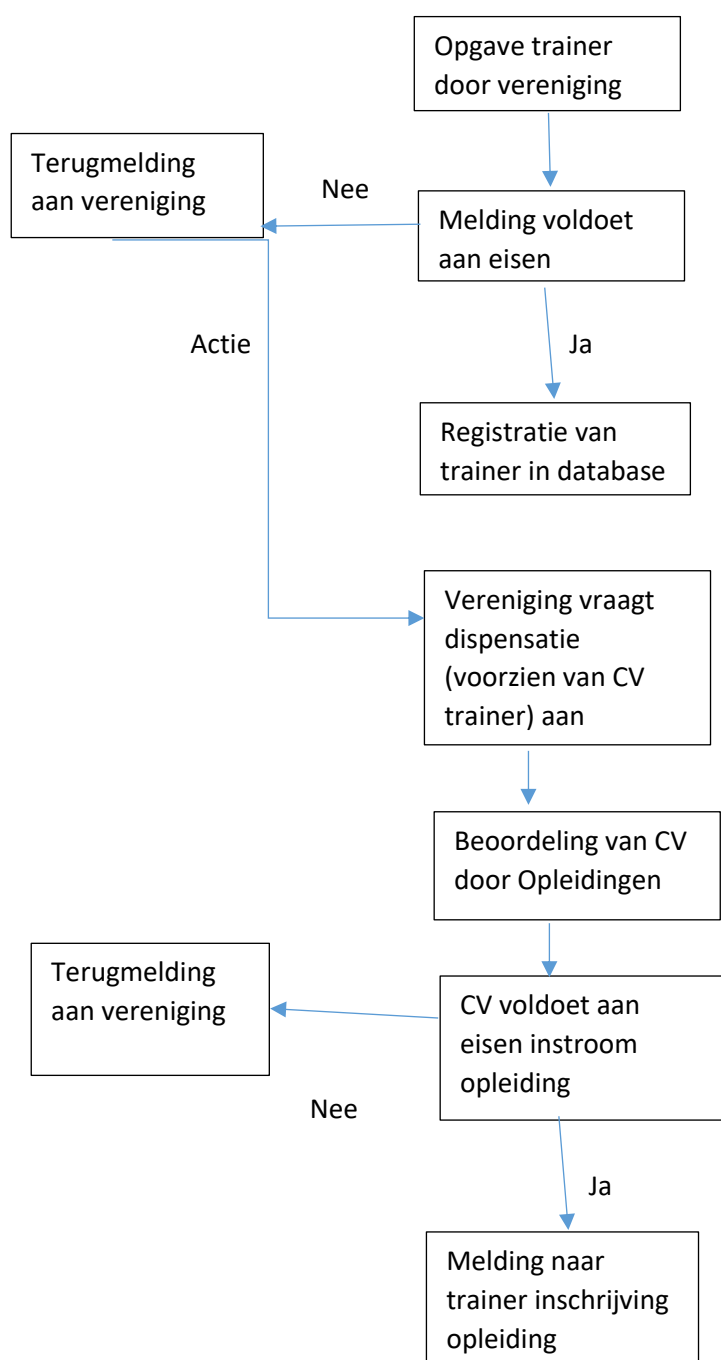 Opgave trainer
door vereniging
Terugmelding
aan vereniging
Nee
Melding voldoet
aan eisen
Actie
Ja
Registratie van
trainer in database
Vereniging vraagt
dispensatie
(voorzien van CV
trainer) aan
Beoordeling van CV
door Opleidingen
Terugmelding
aan vereniging
CV voldoet aan
eisen instroom
opleiding
Nee
Ja
Melding naar
trainer inschrijving
opleiding